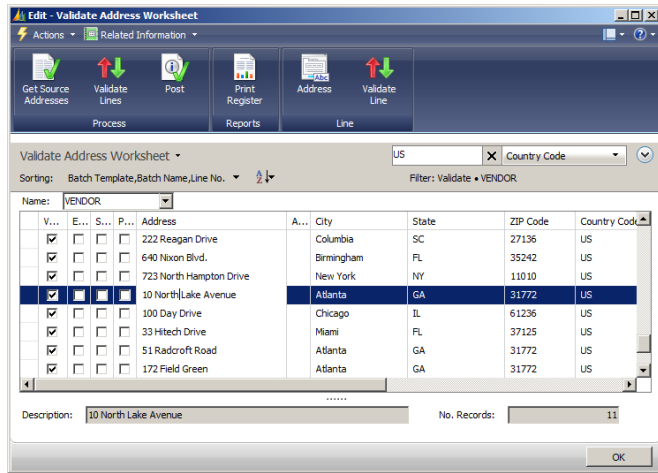 Edit - Validate Address Worksheet
Actions Related Information
Get Source Addresses Validate Lines Post Print Register Address Validate Line
Abc
Process Reports Line
Validate Address Worksheet US X Country Code
Sorting: Batch Template,Batch Name,Line No. A Z Filter: Validate • VENDOR
Name: VENDOR
V... E... S... P... Address A... City State ZIP Code Country Code
222 Reagan Drive Columbia SC 27136 US
640 Nixon Blvd. Birmingham FL 35242 US
723 North Hampton Drive New York NY 11010 US
10 North Lake Avenue Atlanta GA 31772 US
100 Day Drive Chicago IL 61236 US
33 Hitech Drive Miami FL 37125 US
51 Radcroft Road Atlanta GA 31772 US
172 Field Green Atlanta GA 31772 US
Description: 10 North Lake Avenue No. Records: 11
OK